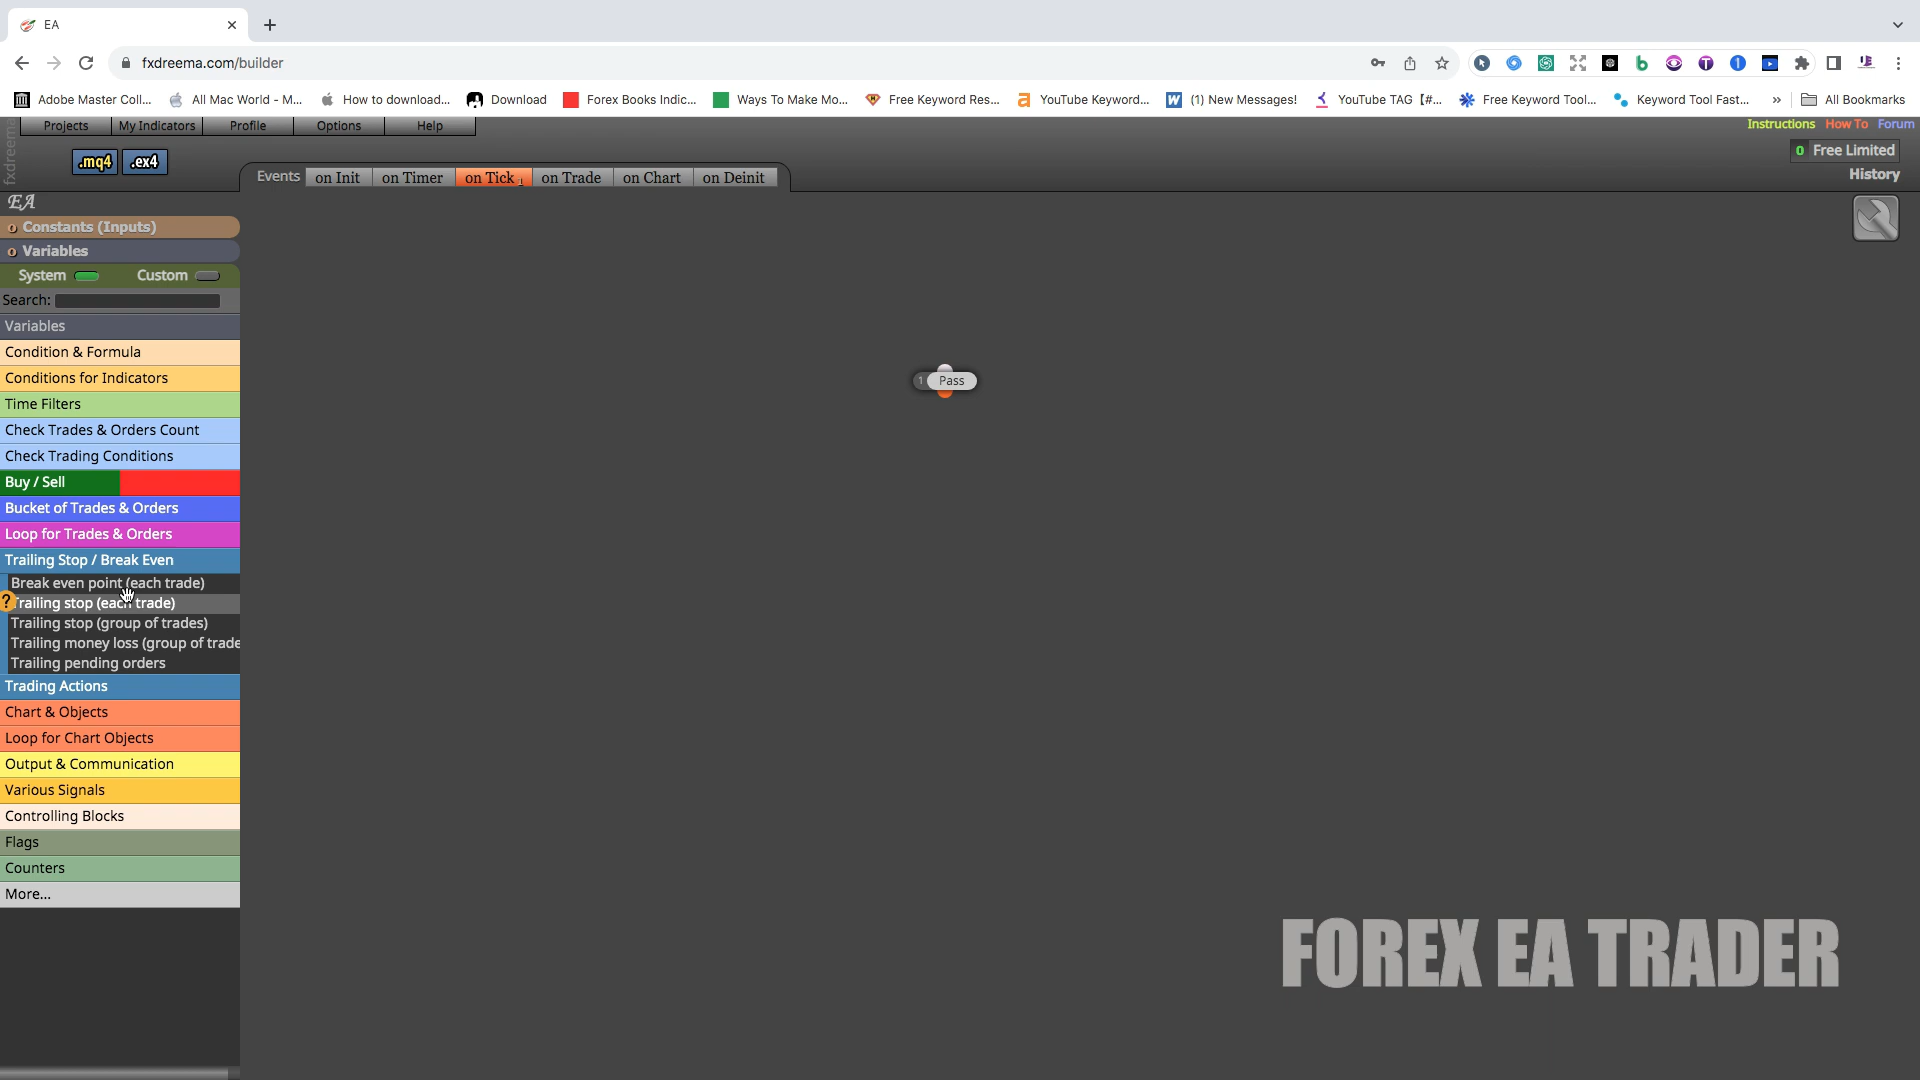 EA
fxdreema.com/builder
Adobe Master Coll... All Mac World - M... How to download... Download Forex Books Indic... Ways To Make Mo... Free Keyword Res... YouTube Keyword... (1) New Messages! YouTube TAG【#... Free Keyword Tool... Keyword Tool Fast... » All Bookmarks
Projects My Indicators Profile Options Help
Instructions How To Forum
fxdreema
.mq4 .ex4
0 Free Limited
Events on Init on Timer on Tick 1 on Trade on Chart on Deinit
History
EA
0 Constants (Inputs)
0 Variables
System Custom
Search:
Variables
Condition & Formula
1 Pass
Conditions for Indicators
Time Filters
Check Trades & Orders Count
Check Trading Conditions
Buy / Sell
Bucket of Trades & Orders
Loop for Trades & Orders
Trailing Stop / Break Even
Break even point (each trade)
? Trailing stop (each trade)
Trailing stop (group of trades)
Trailing money loss (group of trade
Trailing pending orders
Trading Actions
Chart & Objects
Loop for Chart Objects
Output & Communication
Various Signals
Controlling Blocks
Flags
Counters
More...
FOREX EA TRADER